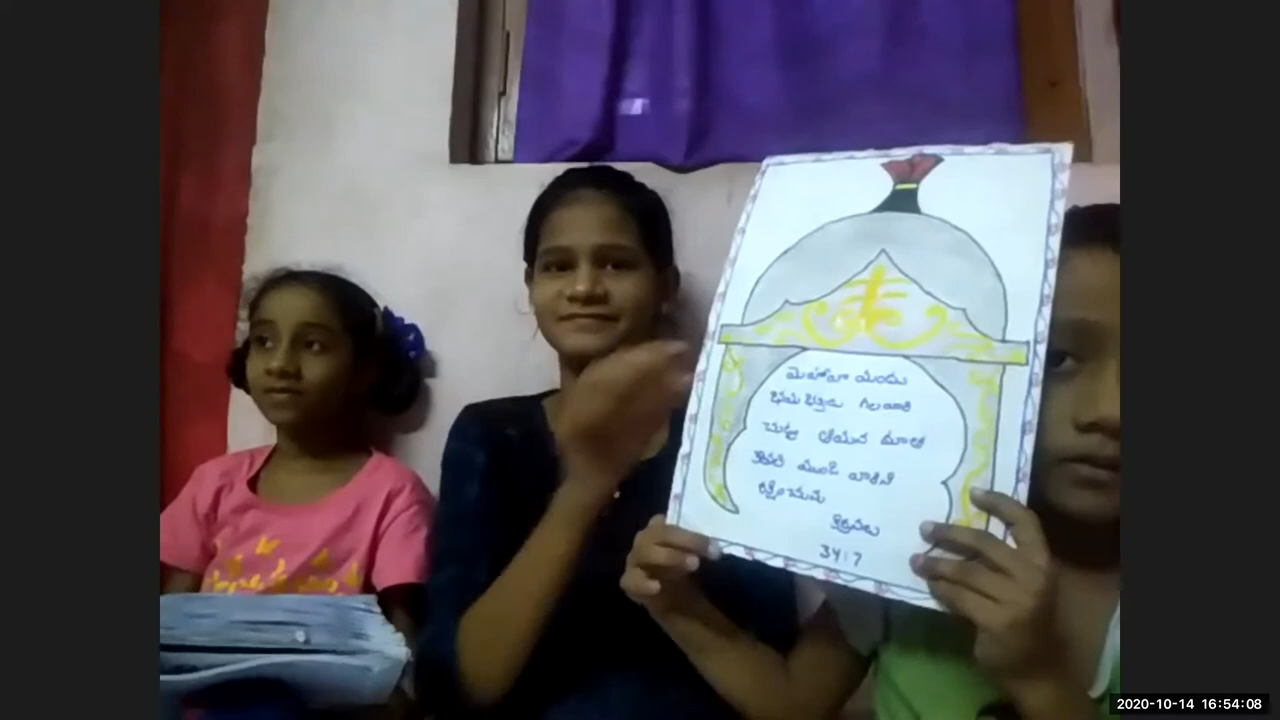 యెహోవా యందు
భయ భక్తులు గలవారి
చుట్టు ఆయన దూత
కావలి యుండి వారిని
రక్షించును
కీర్తనలు
34:7
2020-10-14 16:54:08